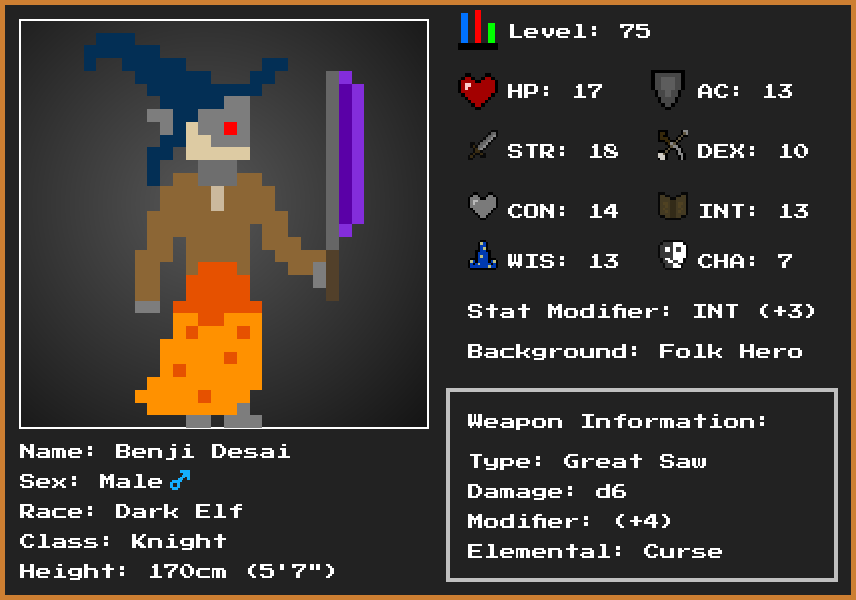 Level: 75
HP: 17
AC: 13
STR: 18
DEX: 10
CON: 14
INT: 13
WIS: 13
CHA: 7
Stat Modifier: INT (+3)
Background: Folk Hero
Weapon Information:
Type: Great Saw
Damage: d6
Modifier: (+4)
Elemental: Curse
Name: Benji Desai
Sex: Male ♂
Race: Dark Elf
Class: Knight
Height: 170cm (5'7")